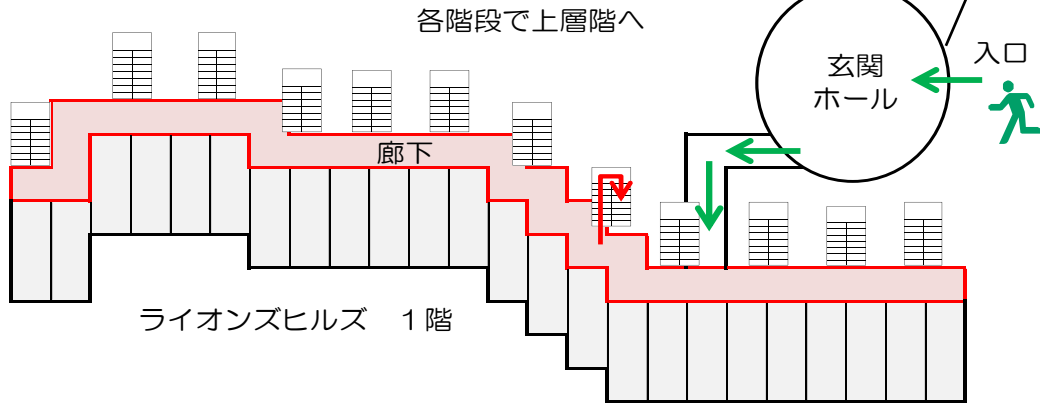 各階段で上層階へ
入口
玄関
ホール
廊下
ライオンズヒルズ　１階